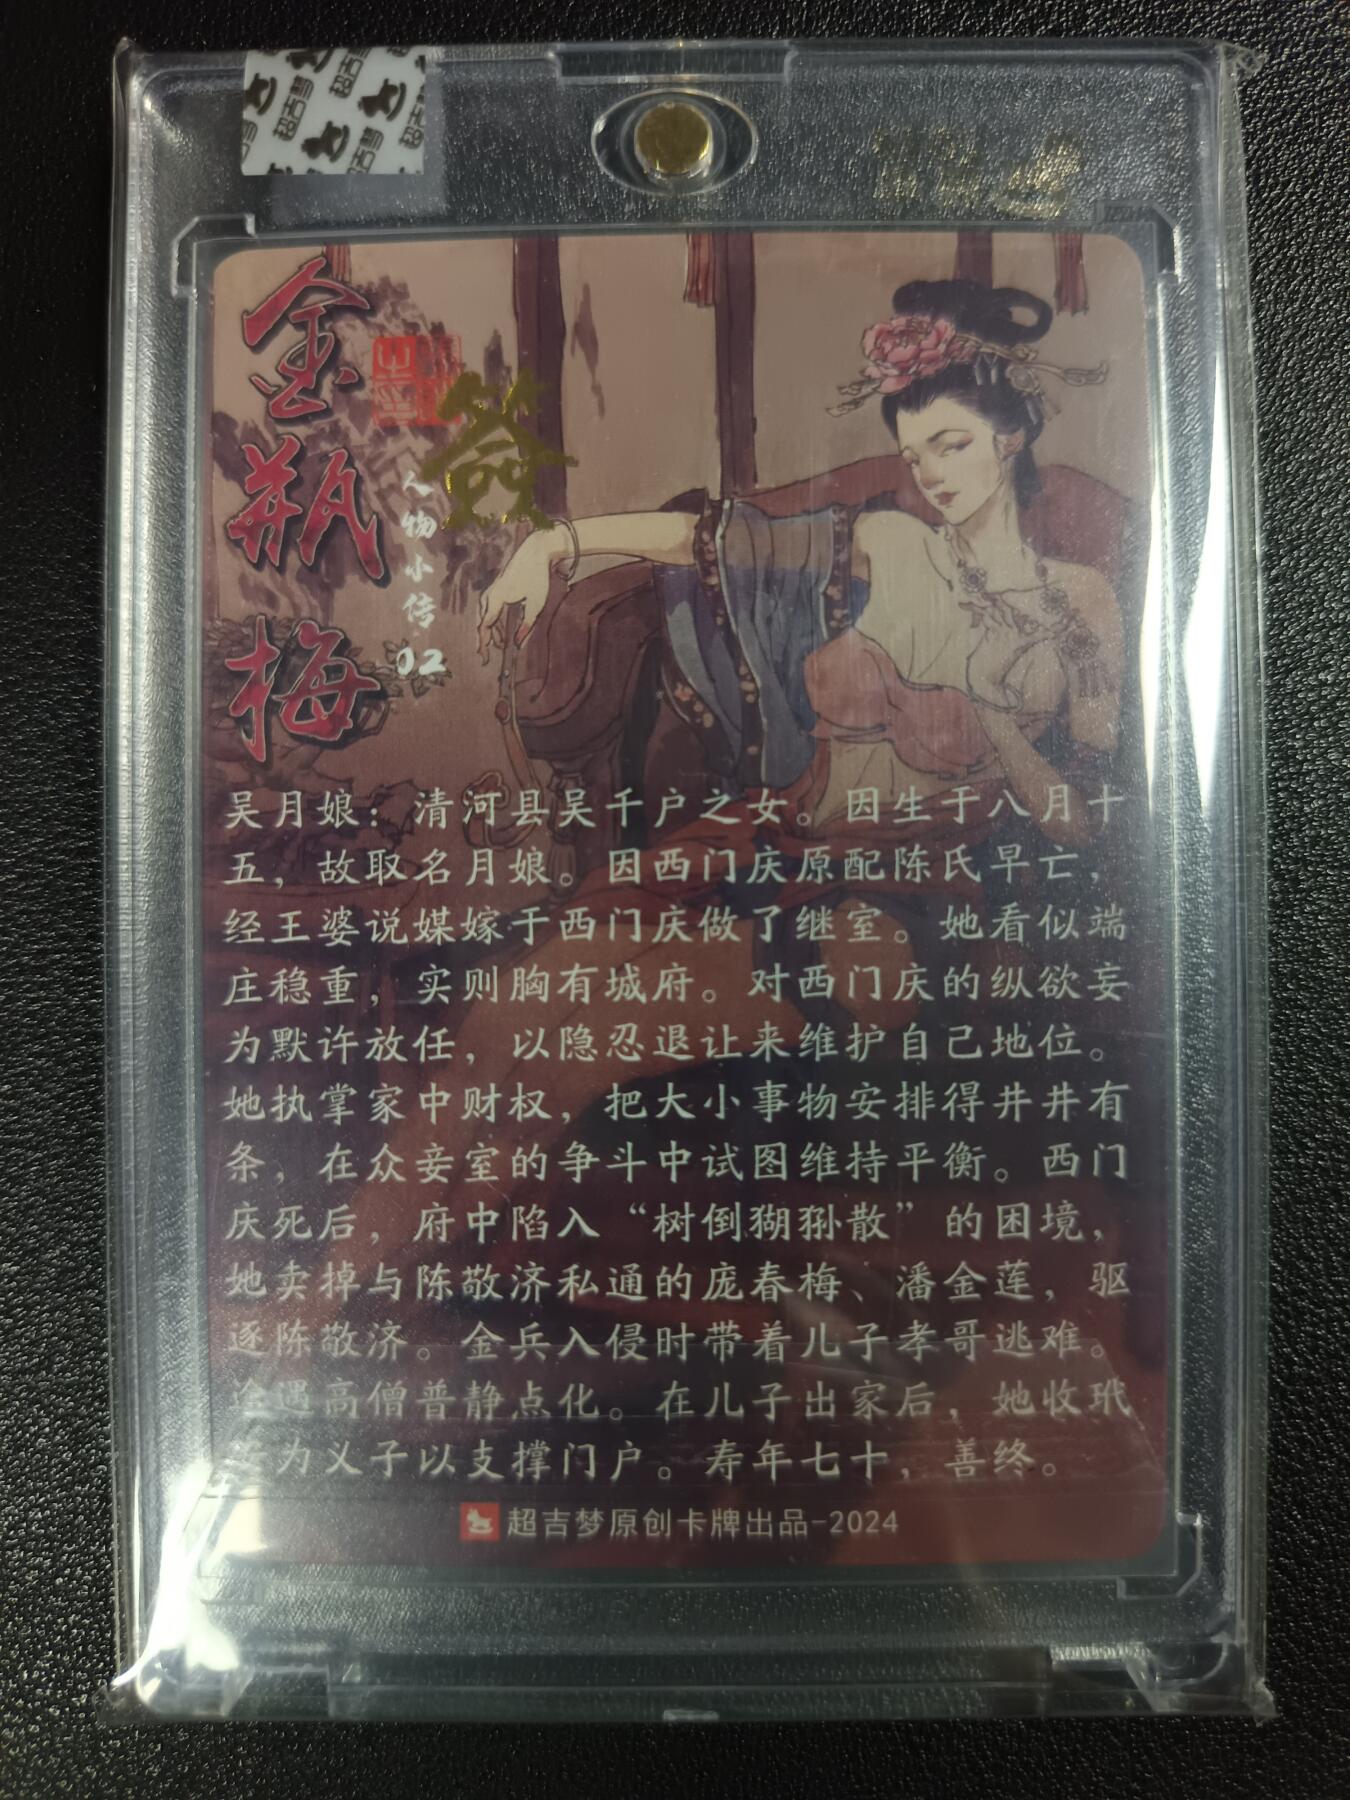 超吉梦
金瓶梅
签
人物小传
02
吴月娘：清河县吴千户之女。因生于八月十
五，故取名月娘。因西门庆原配陈氏早亡，
经王婆说媒嫁于西门庆做了继室。她看似端
庄稳重，实则胸有城府。对西门庆的纵欲妄
为默许放任，以隐忍退让来维护自己地位。
她执掌家中财权，把大小事物安排得井井有
条，在众妾室的争斗中试图维持平衡。西门
庆死后，府中陷入“树倒猢狲散”的困境，
她卖掉与陈敬济私通的庞春梅、潘金莲，驱
逐陈敬济。金兵入侵时带着儿子孝哥逃难。
途遇高僧普静点化。在儿子出家后，她收玳
安为义子以支撑门户。寿年七十，善终。
超吉梦原创卡牌出品-2024